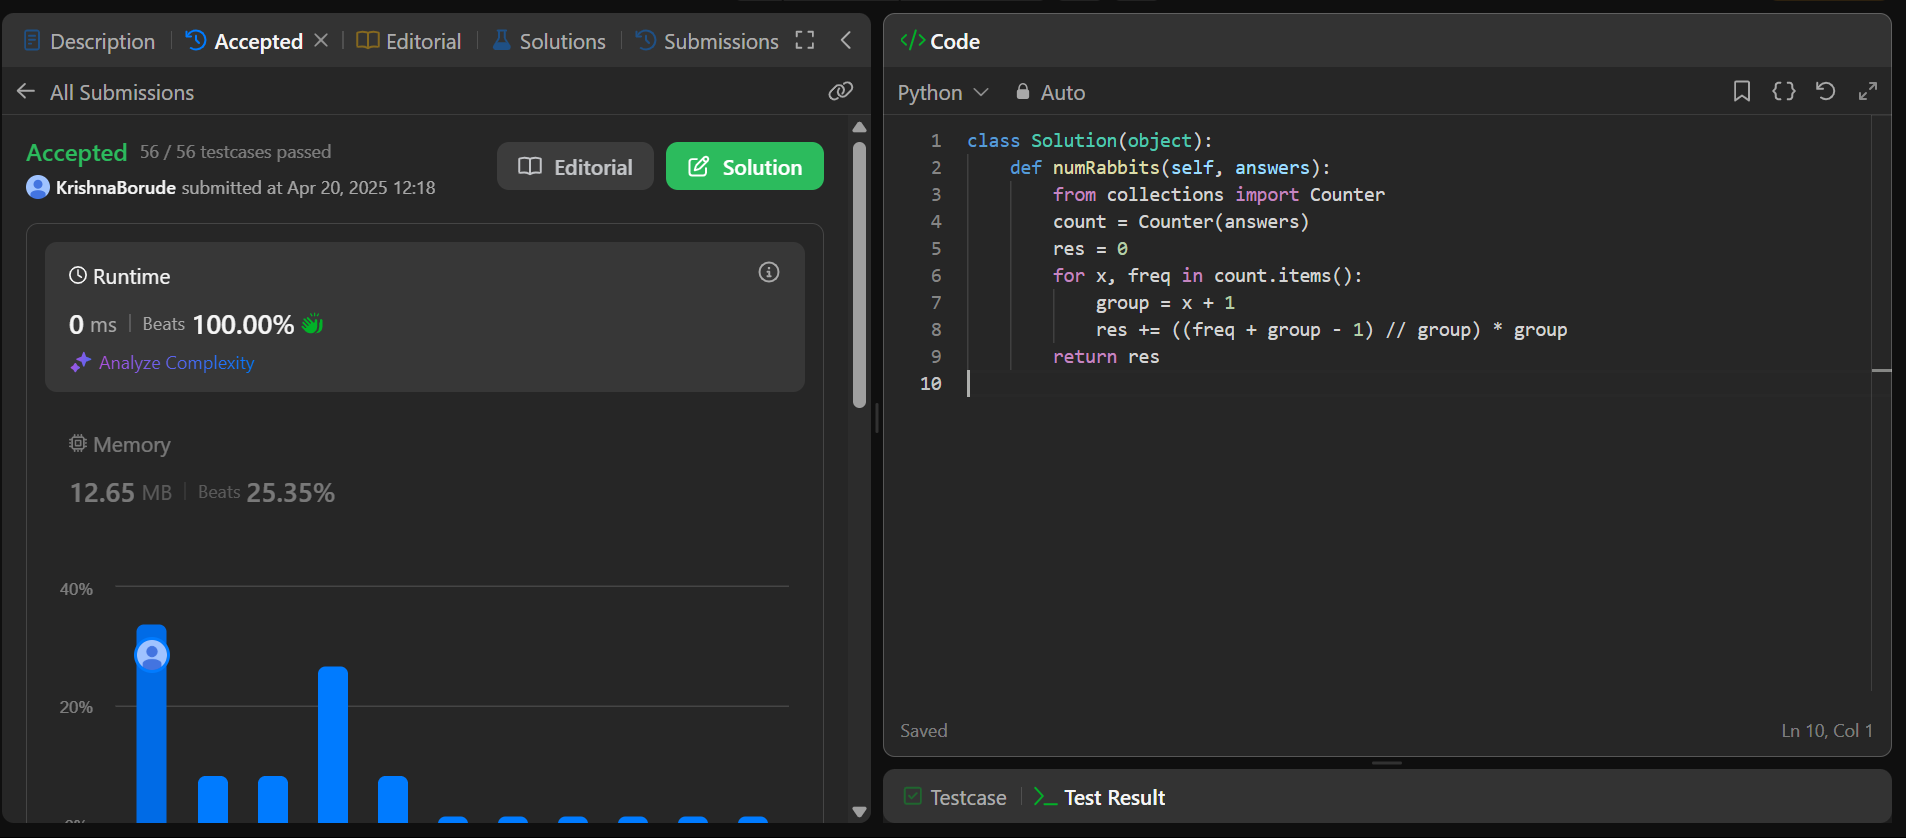 Description
Accepted
Editorial
Solutions
Submissions
All Submissions
Accepted 56 / 56 testcases passed
KrishnaBorude submitted at Apr 20, 2025 12:18
Editorial
Solution
Runtime
0 ms | Beats 100.00%
Analyze Complexity
Memory
12.65 MB | Beats 25.35%
40%
20%
0%
</> Code
Python
Auto
1 class Solution(object):
2     def numRabbits(self, answers):
3         from collections import Counter
4         count = Counter(answers)
5         res = 0
6         for x, freq in count.items():
7             group = x + 1
8             res += ((freq + group - 1) // group) * group
9         return res
10
Saved
Ln 10, Col 1
Testcase
Test Result